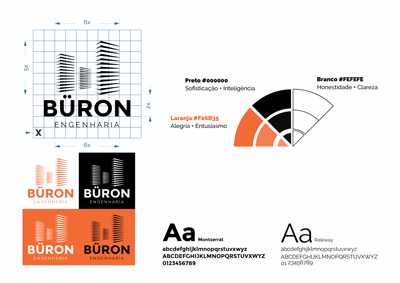 6x
5x
2x
BÜRON
ENGENHARIA
X
6x
Preto #000000
Sofisticação + Inteligência
Branco #FEFEFE
Honestidade + Clareza
Laranja #F26B35
Alegria + Entusiasmo
BÜRON
ENGENHARIA
BÜRON
ENGENHARIA
BÜRON
ENGENHARIA
BÜRON
ENGENHARIA
Aa Montserrat
abcdefghijklmnopqrstuvwxyz
ABCDEFGHIJKLMNOPQRSTUVWXYZ
0123456789
Aa Raleway
abcdefghijklmnopqrstuvwxyz
ABCDEFGHIJKLMNOPQRSTUVWXYZ
0123456789